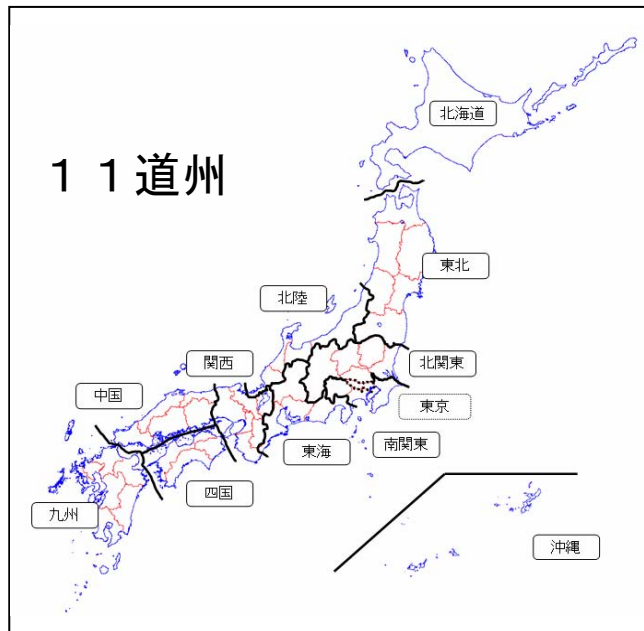 北海道
11道州
東北
北陸
関西
北関東
中国
東京
東海
南関東
四国
九州
沖縄